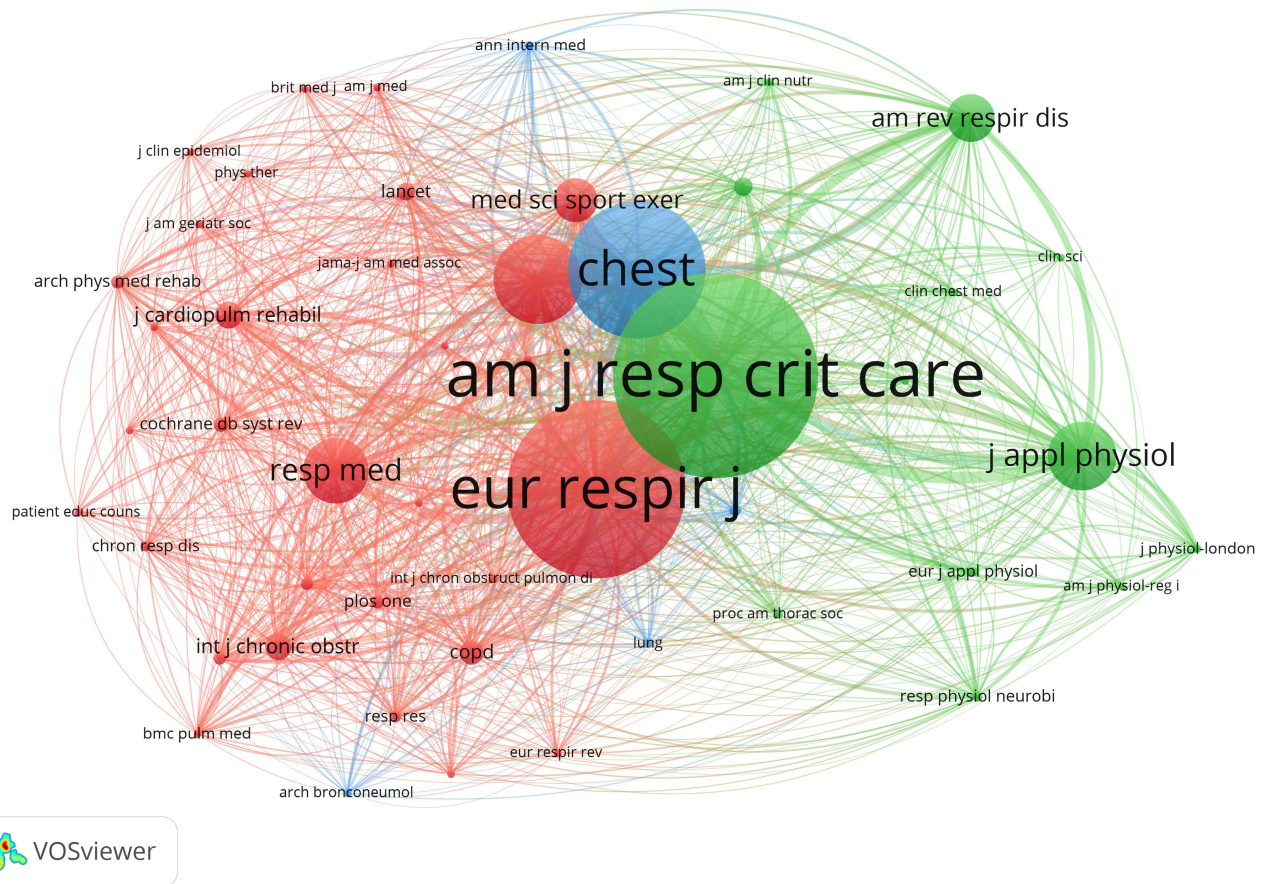 ann intern med
am j clin nutr
brit med j
am j med
am rev respir dis
j clin epidemiol
phys ther
lancet
med sci sport exer
j am geriatr soc
jama-j am med assoc
chest
clin sci
arch phys med rehab
clin chest med
j cardiopulm rehabil
am j resp crit care
cochrane db syst rev
resp med
j appl physiol
eur respir j
patient educ couns
chron resp dis
j physiol-london
int j chron obstruct pulmon di
eur j appl physiol
am j physiol-reg i
plos one
proc am thorac soc
int j chronic obstr
copd
lung
resp physiol neurobi
resp res
bmc pulm med
eur respir rev
arch bronconeumol
VOSviewer